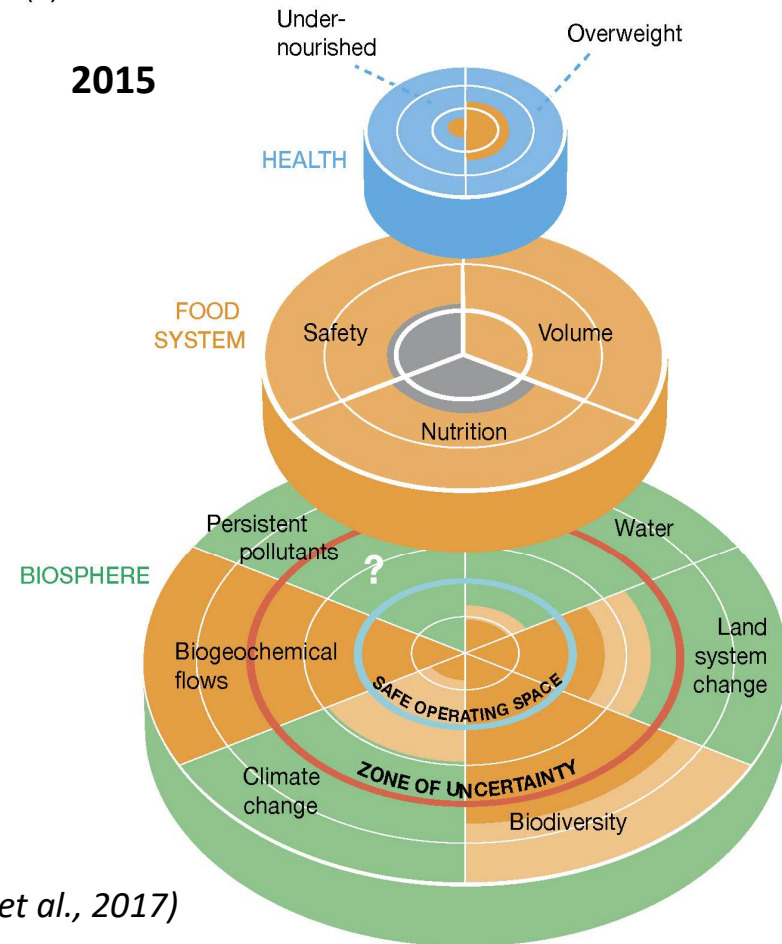 Under-
nourished
Overweight
2015
HEALTH
FOOD
SYSTEM
Safety
Volume
Nutrition
Persistent
pollutants
?
Water
BIOSPHERE
Biogeochemical
flows
Land
system
change
SAFE OPERATING SPACE
ZONE OF UNCERTAINTY
Climate
change
Biodiversity
et al., 2017)